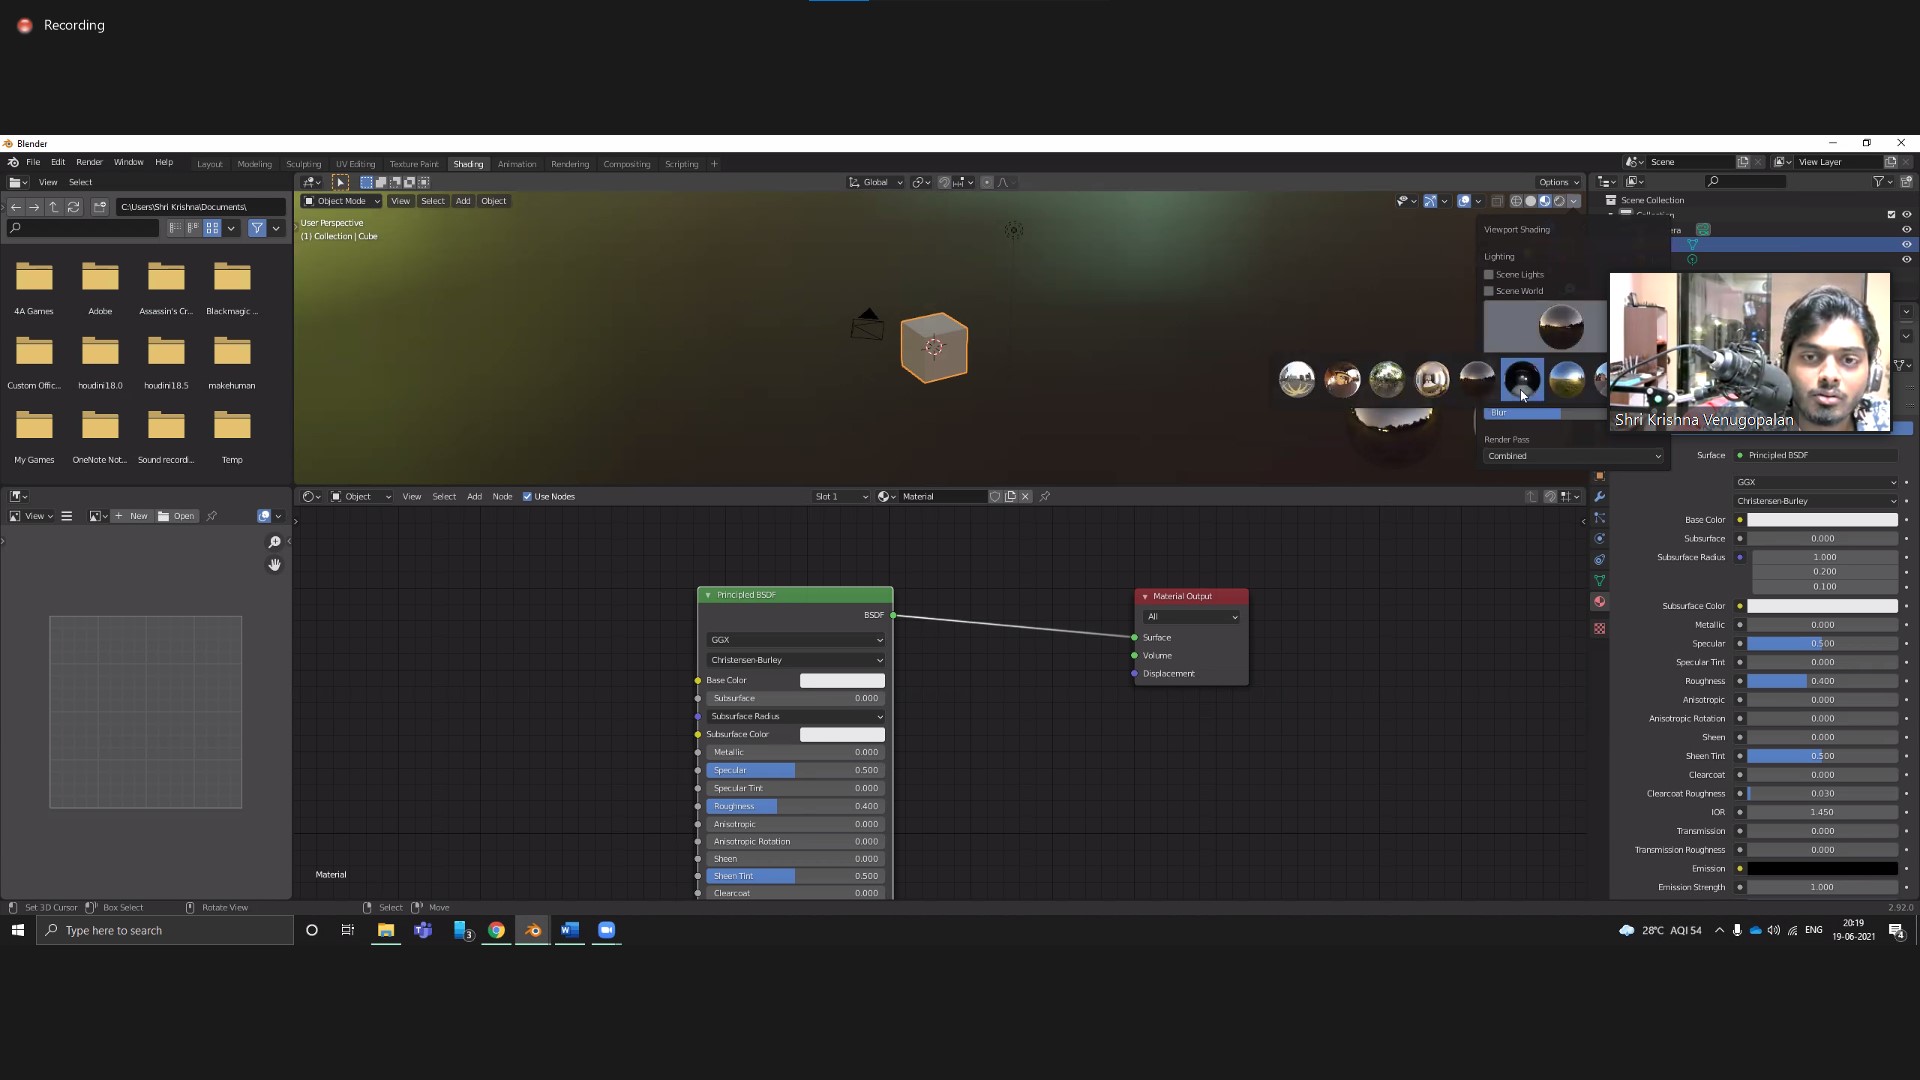 Recording
Blender
File Edit Render Window Help Layout Modeling Sculpting UV Editing Texture Paint Shading Animation Rendering Compositing Scripting + Scene View Layer
View Select Global Options
C:\Users\Shri Krishna\Documents\ Object Mode View Select Add Object Scene Collection
Collection
User Perspective
(1) Collection | Cube
Viewport Shading
Lighting
Scene Lights
Scene World
4A Games Adobe Assassin's Cr... Blackmagic ...
Custom Offic... houdini18.0 houdini18.5 makehuman
My Games OneNote Not... Sound recordi... Temp
Blur
Shri Krishna Venugopalan
Render Pass
Combined
Surface Principled BSDF
GGX
Christensen-Burley
Base Color
Subsurface 0.000
Subsurface Radius 1.000
0.200
0.100
Subsurface Color
Metallic 0.000
Specular 0.500
Specular Tint 0.000
Roughness 0.400
Anisotropic 0.000
Anisotropic Rotation 0.000
Sheen 0.000
Sheen Tint 0.500
Clearcoat 0.000
Clearcoat Roughness 0.030
IOR 1.450
Transmission 0.000
Transmission Roughness 0.000
Emission
Emission Strength 1.000
Object View Select Add Node Use Nodes Slot 1 Material
View New Open
Principled BSDF
BSDF
GGX
Christensen-Burley
Base Color
Subsurface 0.000
Subsurface Radius
Subsurface Color
Metallic 0.000
Specular 0.500
Specular Tint 0.000
Roughness 0.400
Anisotropic 0.000
Anisotropic Rotation 0.000
Sheen 0.000
Sheen Tint 0.500
Clearcoat 0.000
Material Output
All
Surface
Volume
Displacement
Material
Set 3D Cursor Box Select Rotate View Select Move 2.92.0
Type here to search 3 28°C AQI 54 ENG 20:19
19-06-2021 4